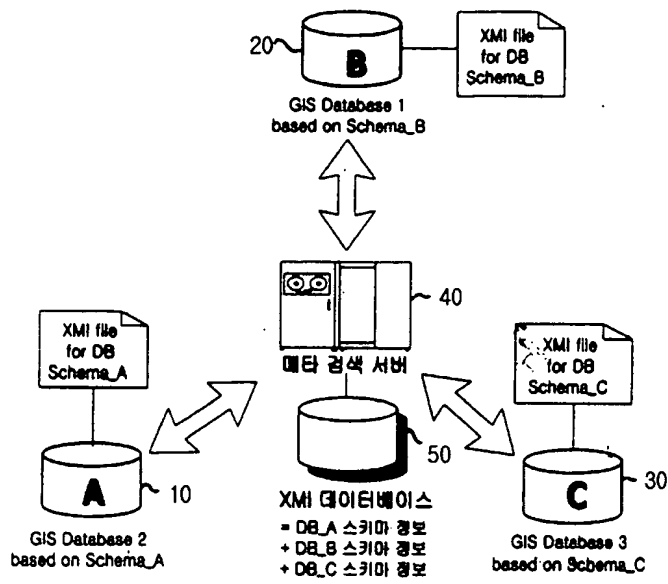 20
B
XMI file
for DB
Schema_B
GIS Database 1
based on Schema_B
40
메타 검색 서버
XMI file
for DB
Schema_A
XMI file
for DB
Schema_C
A
10
50
C
30
GIS Database 2
based on Schema_A
XMI 데이터베이스
= DB_A 스키마 정보
+ DB_B 스키마 정보
+ DB_C 스키마 정보
GIS Database 3
based on Schema_C